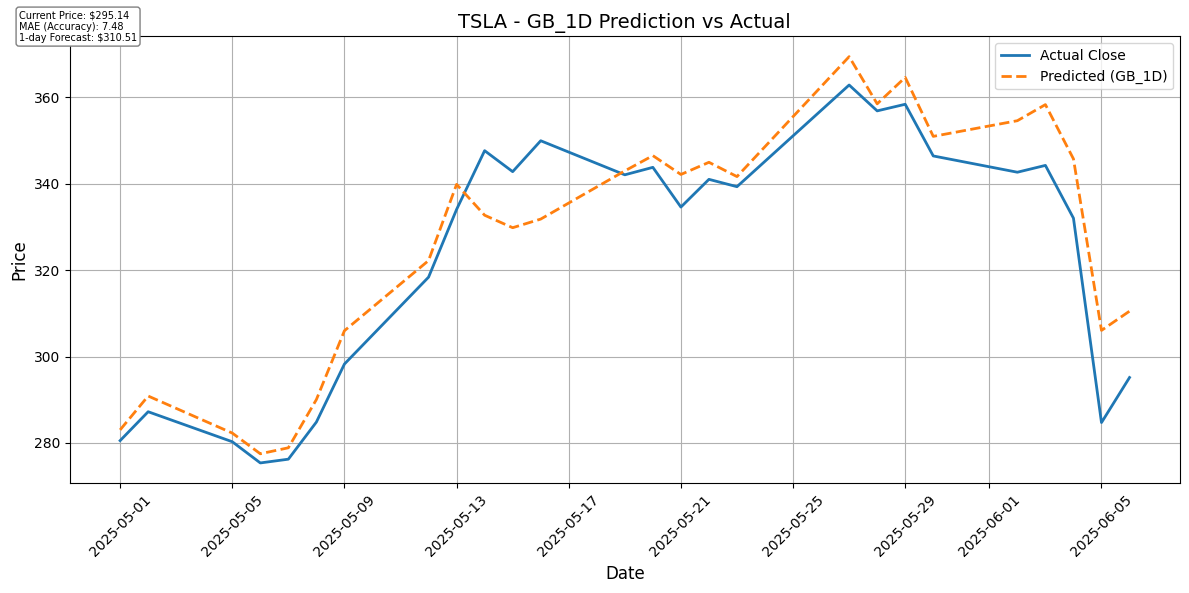 Current Price: $295.14
MAE (Accuracy): 7.48
1-day Forecast: $310.51
TSLA - GB_1D Prediction vs Actual
Actual Close
Predicted (GB_1D)
Price
360
340
320
300
280
2025-05-01
2025-05-05
2025-05-09
2025-05-13
2025-05-17
2025-05-21
2025-05-25
2025-05-29
2025-06-01
2025-06-05
Date